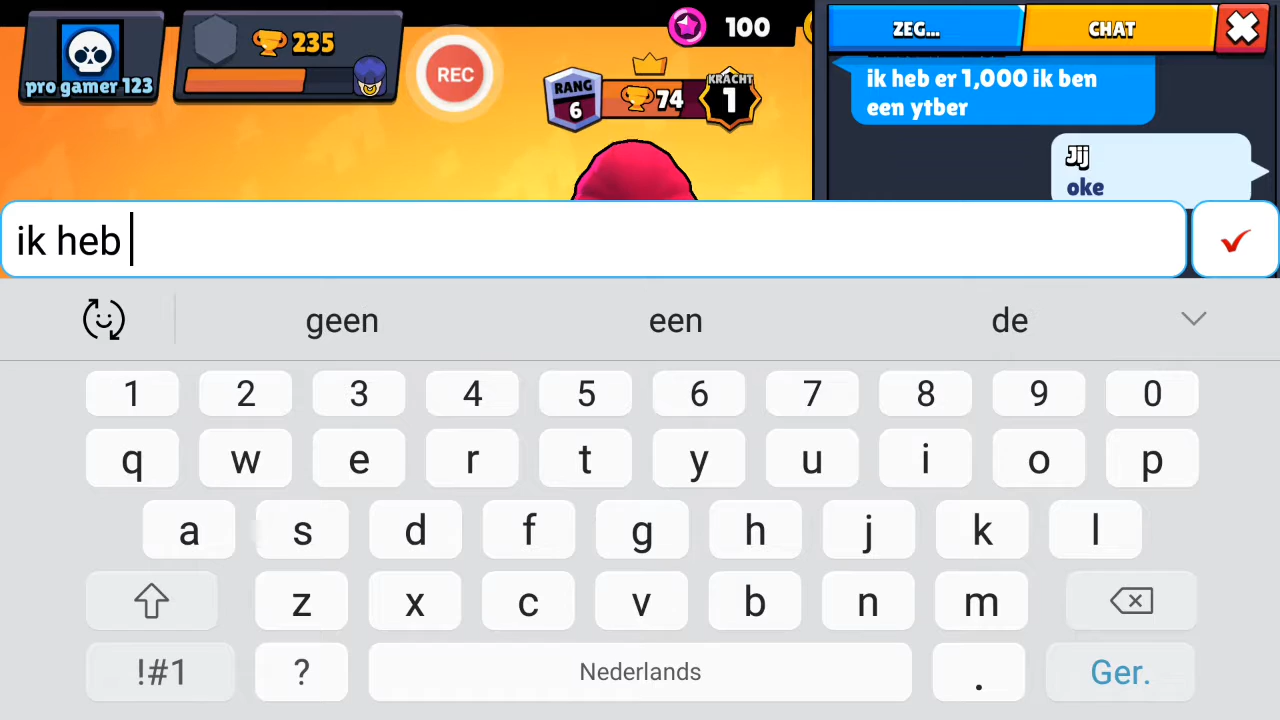 pro gamer 123
235
REC
100
RANG
6
74
KRACHT
1
ZEG...
CHAT
ik heb er 1,000 ik ben
een ytber
Jij
oke
ik heb
geen
een
de
1 2 3 4 5 6 7 8 9 0
q w e r t y u i o p
a s d f g h j k l
z x c v b n m
!#1 ? Nederlands . Ger.